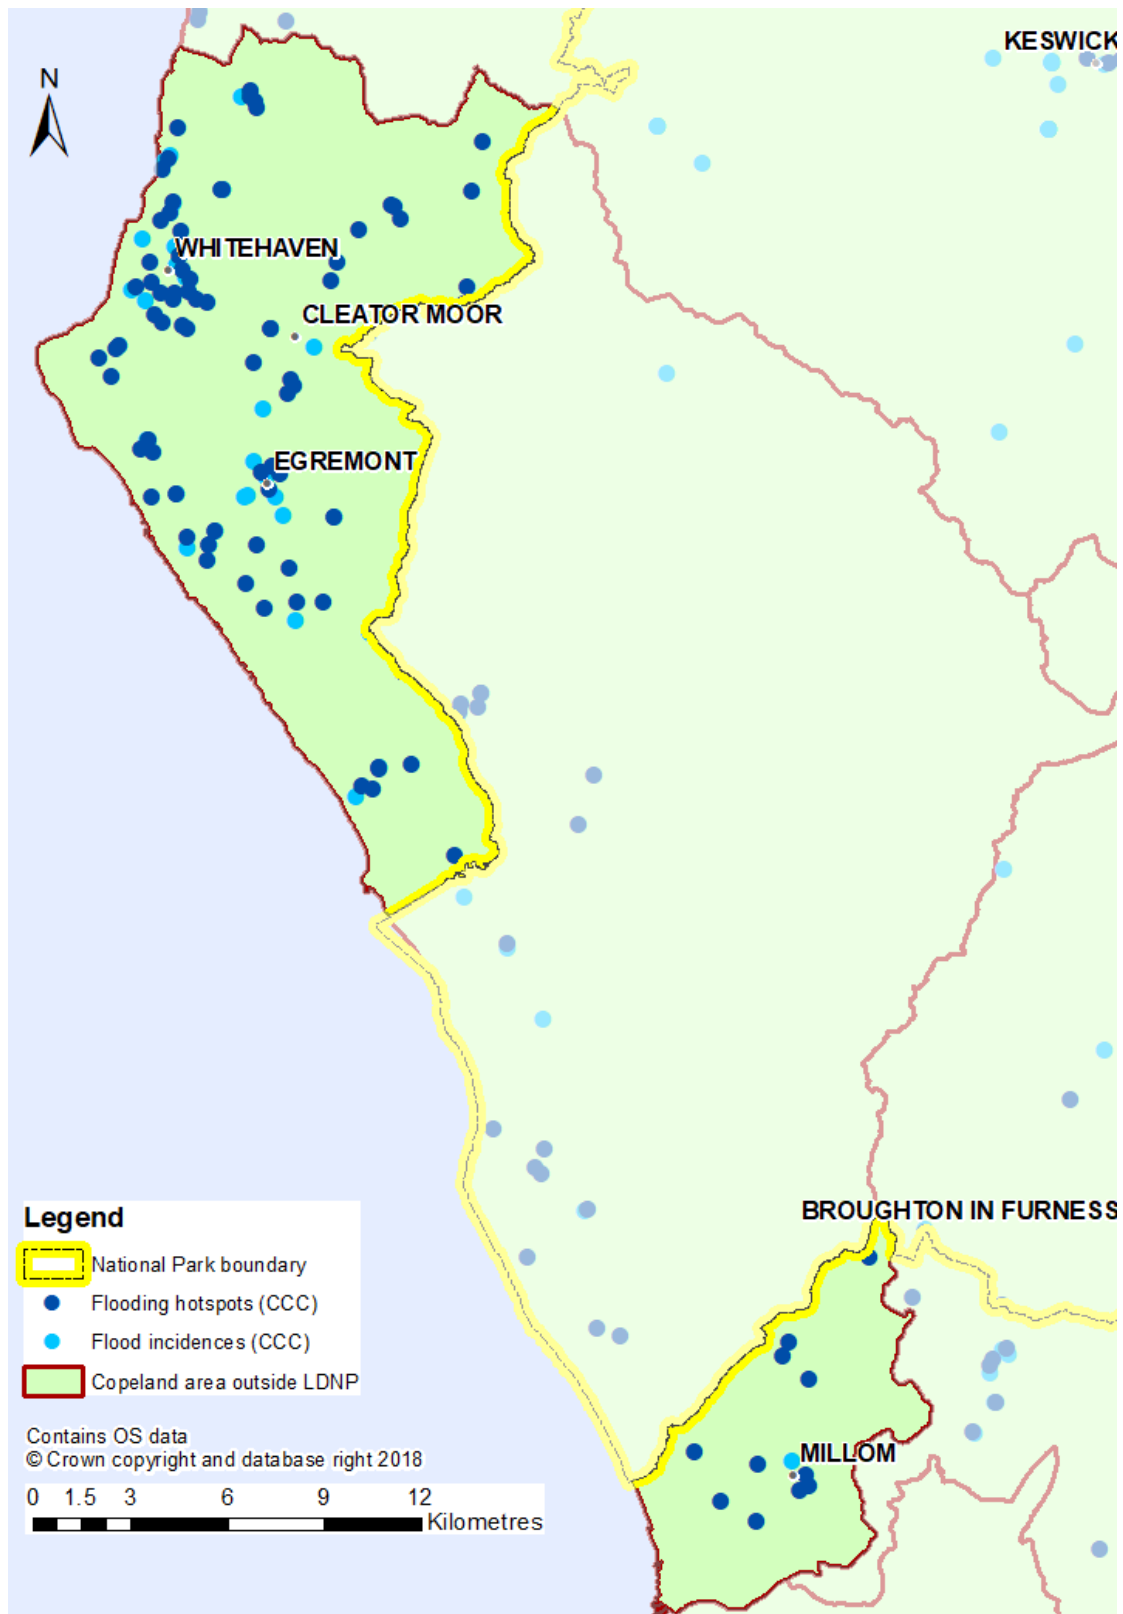 KESWICK
N
WHITEHAVEN
CLEATOR MOOR
EGREMONT
BROUGHTON IN FURNESS
MILLOM
Legend
National Park boundary
Flooding hotspots (CCC)
Flood incidences (CCC)
Copeland area outside LDNP
Contains OS data
© Crown copyright and database right 2018
0 1.5 3 6 9 12
Kilometres